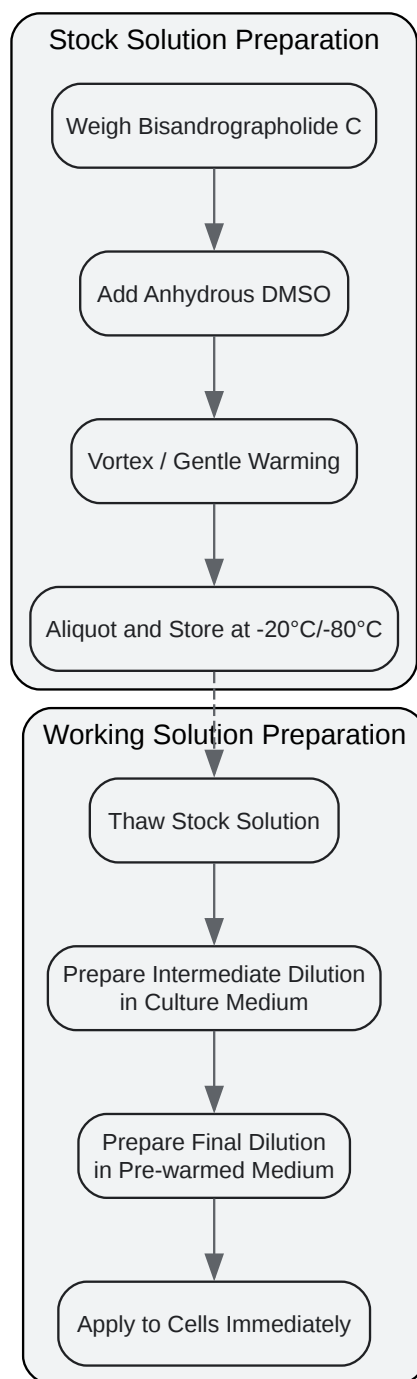 Stock Solution Preparation
Weigh Bisandrographolide C
Add Anhydrous DMSO
Vortex / Gentle Warming
Aliquot and Store at -20°C/-80°C
Working Solution Preparation
Thaw Stock Solution
Prepare Intermediate Dilution
in Culture Medium
Prepare Final Dilution
in Pre-warmed Medium
Apply to Cells Immediately